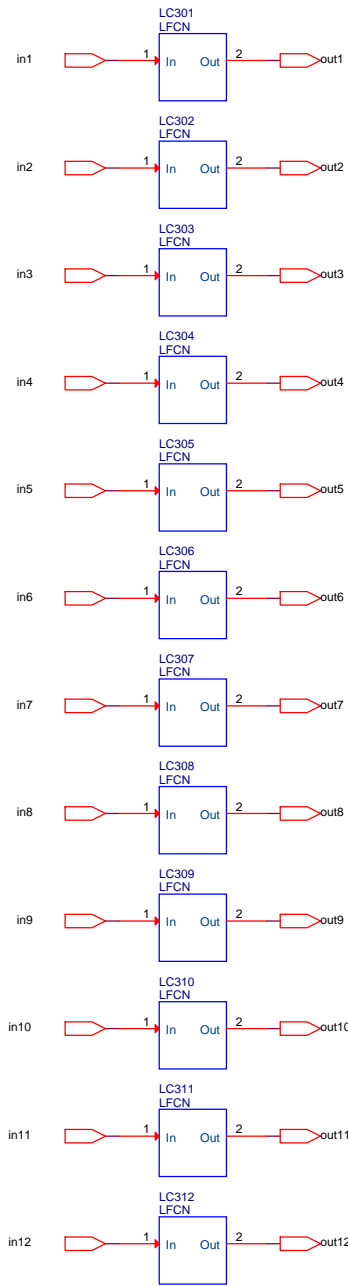 LC301
LFCN
in1 1 In Out 2 out1
LC302
LFCN
in2 1 In Out 2 out2
LC303
LFCN
in3 1 In Out 2 out3
LC304
LFCN
in4 1 In Out 2 out4
LC305
LFCN
in5 1 In Out 2 out5
LC306
LFCN
in6 1 In Out 2 out6
LC307
LFCN
in7 1 In Out 2 out7
LC308
LFCN
in8 1 In Out 2 out8
LC309
LFCN
in9 1 In Out 2 out9
LC310
LFCN
in10 1 In Out 2 out10
LC311
LFCN
in11 1 In Out 2 out11
LC312
LFCN
in12 1 In Out 2 out12